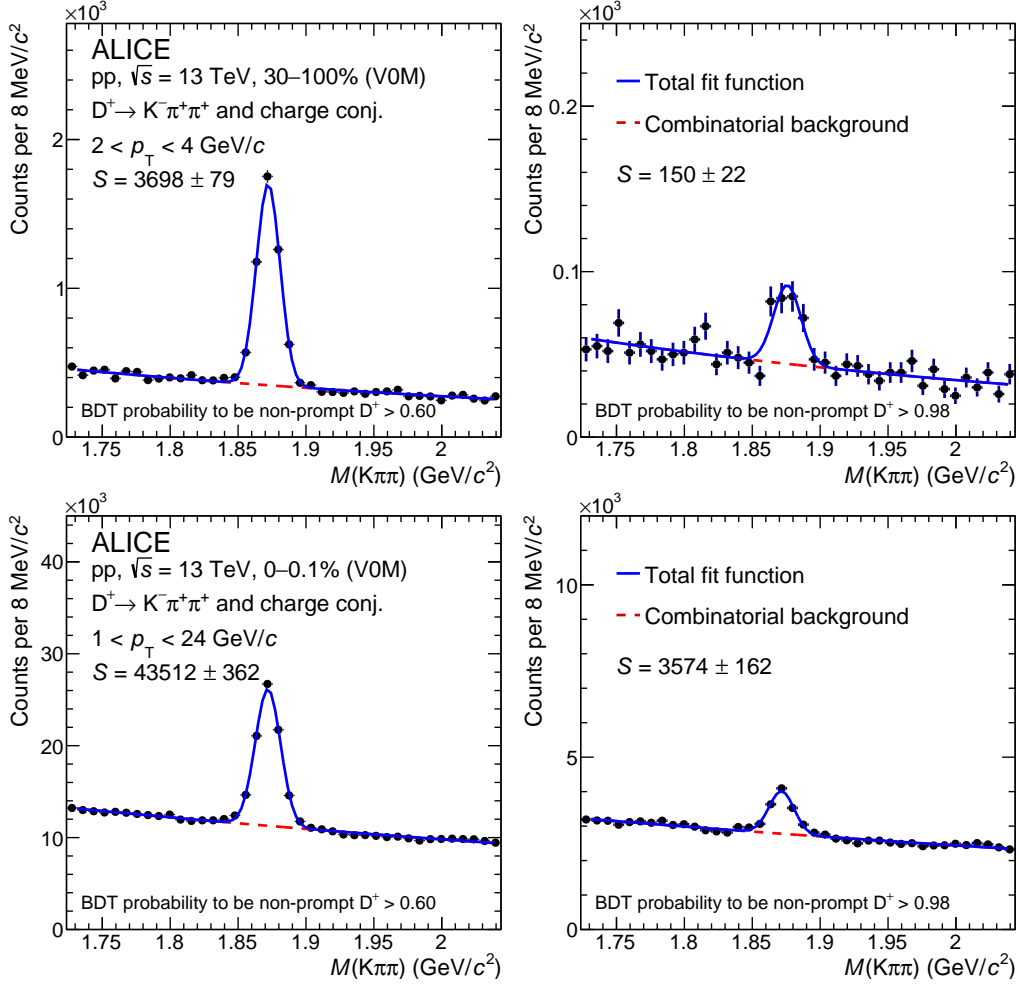 ×10³
Counts per 8 MeV/c²
ALICE
pp, √s = 13 TeV, 30–100% (V0M)
D⁺→ K⁻π⁺π⁺ and charge conj.
2 < p_T < 4 GeV/c
S = 3698 ± 79
2
1
0
BDT probability to be non-prompt D⁺ > 0.60
1.75 1.8 1.85 1.9 1.95 2
M(Kππ) (GeV/c²)
×10³
Counts per 8 MeV/c²
Total fit function
Combinatorial background
S = 150 ± 22
0.2
0.1
0
BDT probability to be non-prompt D⁺ > 0.98
1.75 1.80 1.85 1.90 1.95 2
M(Kππ) (GeV/c²)
×10³
Counts per 8 MeV/c²
ALICE
pp, √s = 13 TeV, 0–0.1% (V0M)
D⁺→ K⁻π⁺π⁺ and charge conj.
1 < p_T < 24 GeV/c
S = 43512 ± 362
40
30
20
10
0
BDT probability to be non-prompt D⁺ > 0.60
1.75 1.8 1.85 1.9 1.95 2
M(Kππ) (GeV/c²)
×10³
Counts per 8 MeV/c²
Total fit function
Combinatorial background
S = 3574 ± 162
10
5
0
BDT probability to be non-prompt D⁺ > 0.98
1.75 1.80 1.85 1.90 1.95 2
M(Kππ) (GeV/c²)